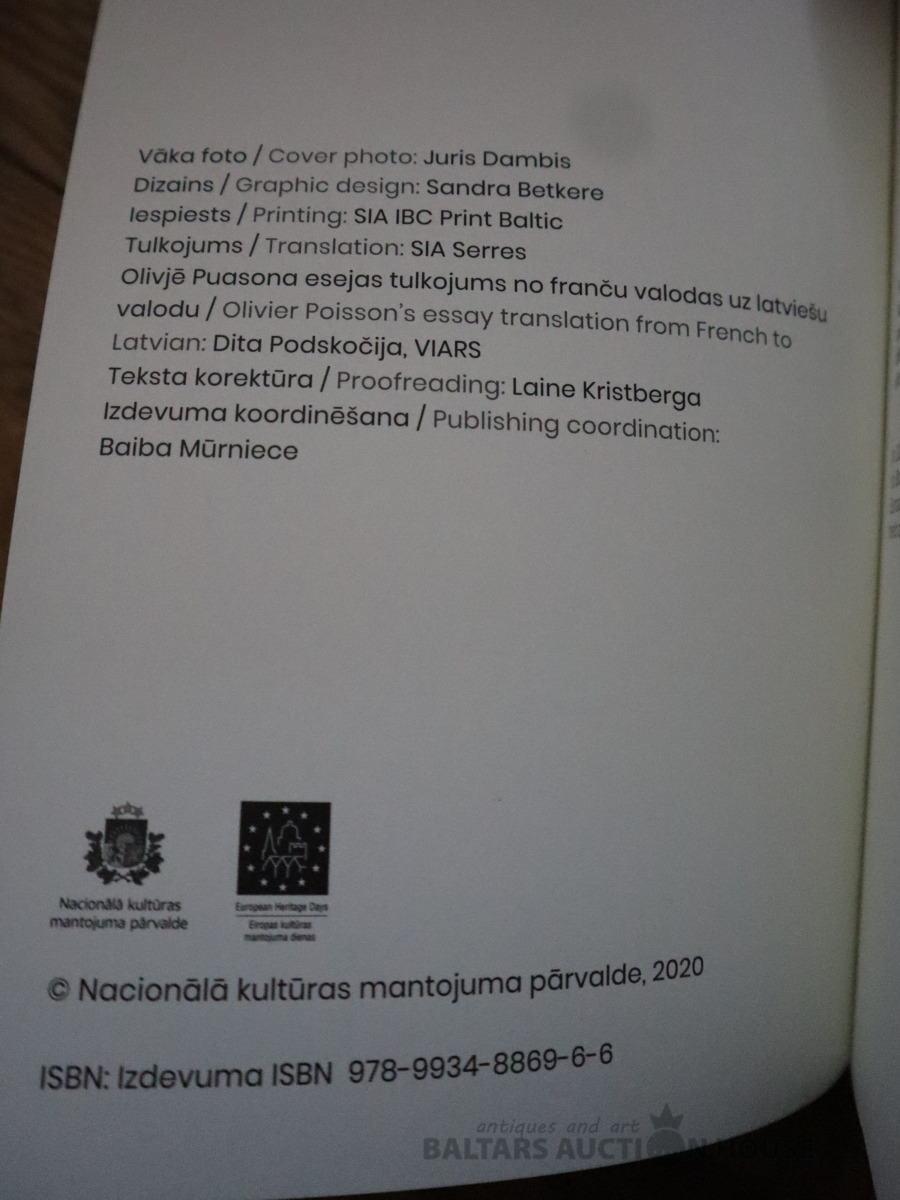 Vāka foto / Cover photo: Juris Dambis
Dizains / Graphic design: Sandra Betkere
Iespiests / Printing: SIA IBC Print Baltic
Tulkojums / Translation: SIA Serres
Olivjē Puasona esejas tulkojums no franču valodas uz latviešu
valodu / Olivier Poisson's essay translation from French to
Latvian: Dita Podskočija, VIARS
Teksta korektūra / Proofreading: Laine Kristberga
Izdevuma koordinēšana / Publishing coordination:
Baiba Mūrniece
Nacionālā kultūras
mantojuma pārvalde
European Heritage Days
Eiropas kultūras
mantojuma dienas
© Nacionālā kultūras mantojuma pārvalde, 2020
ISBN: Izdevuma ISBN 978-9934-8869-6-6
antiques and art
BALTARS AUCTION HOUSE